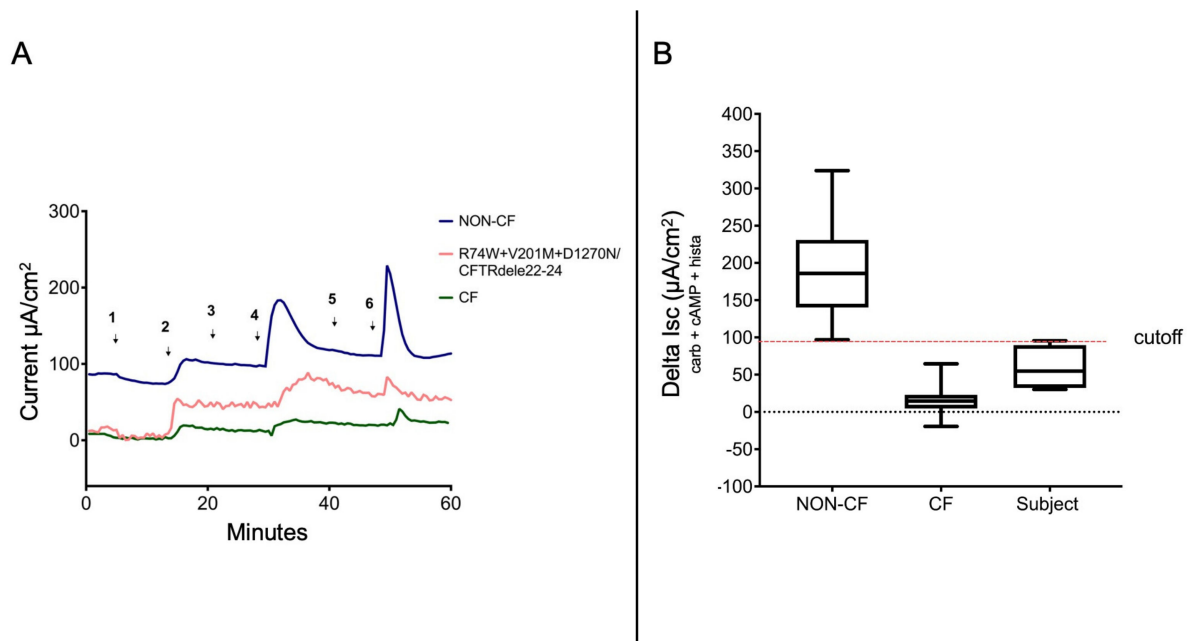 A
300
200
100
0
Current µA/cm²
0
20
40
60
Minutes
1
2
3
4
5
6
NON-CF
R74W+V201M+D1270N/
CFTRdele22-24
CF
B
400
350
300
250
200
150
100
50
0
-50
-100
Delta Isc (µA/cm²)
carb + cAMP + hista
NON-CF
CF
Subject
cutoff